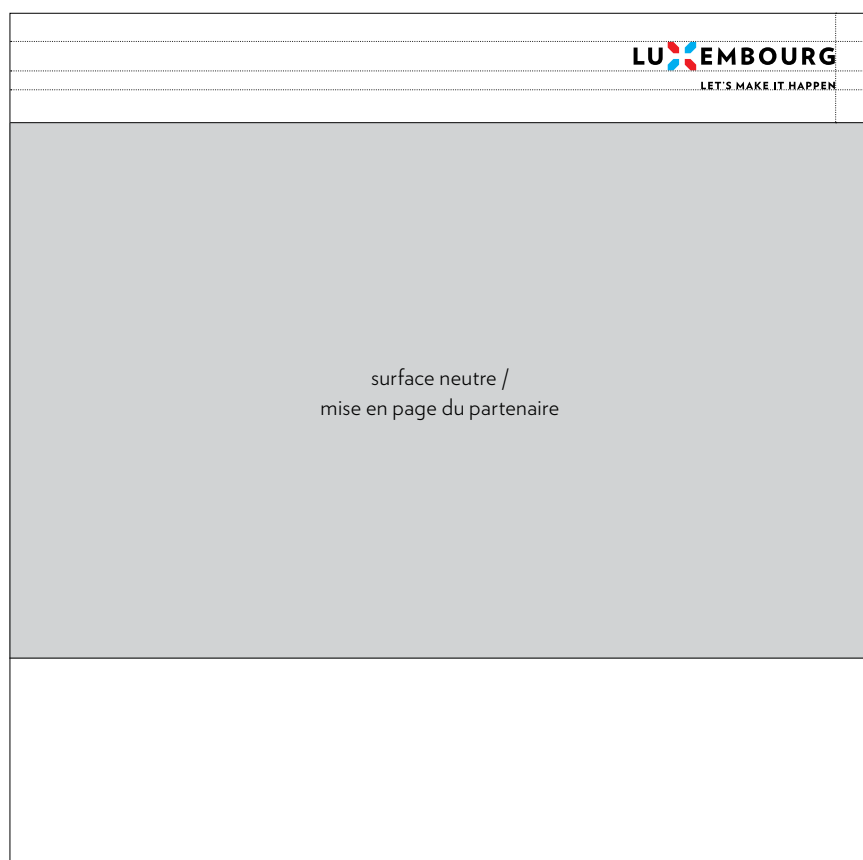 LUXEMBOURG
LET'S MAKE IT HAPPEN
surface neutre /
mise en page du partenaire